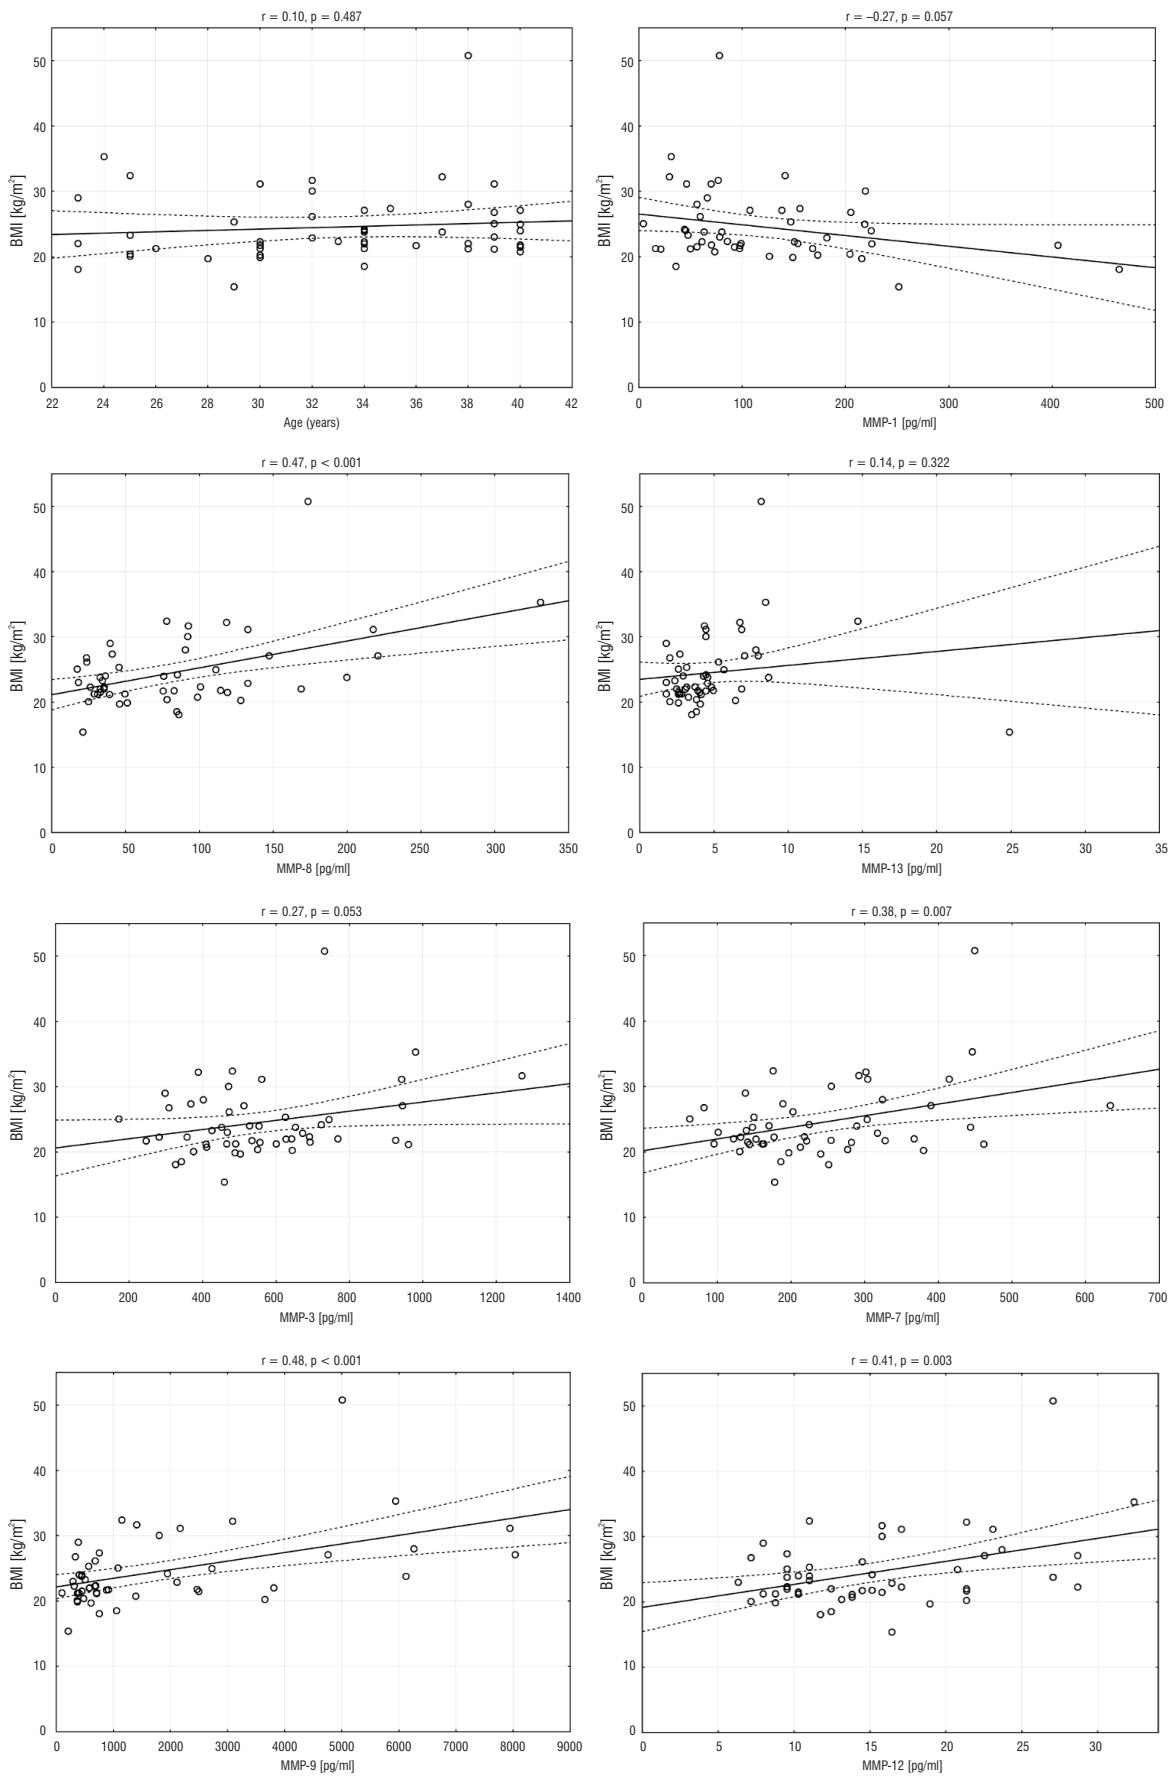 r = 0.10, p = 0.487
BMI [kg/m²]
50
40
30
20
10
0
22 24 26 28 30 32 34 36 38 40 42
Age (years)
r = –0.27, p = 0.057
BMI [kg/m²]
50
40
30
20
10
0
0 100 200 300 400 500
MMP-1 [pg/ml]
r = 0.47, p < 0.001
BMI [kg/m²]
50
40
30
20
10
0
0 50 100 150 200 250 300 350
MMP-8 [pg/ml]
r = 0.14, p = 0.322
BMI [kg/m²]
50
40
30
20
10
0
0 5 10 15 20 25 30 35
MMP-13 [pg/ml]
r = 0.27, p = 0.053
BMI [kg/m²]
50
40
30
20
10
0
0 200 400 600 800 1000 1200 1400
MMP-3 [pg/ml]
r = 0.38, p = 0.007
BMI [kg/m²]
50
40
30
20
10
0
0 100 200 300 400 500 600 700
MMP-7 [pg/ml]
r = 0.48, p < 0.001
BMI [kg/m²]
50
40
30
20
10
0
0 1000 2000 3000 4000 5000 6000 7000 8000 9000
MMP-9 [pg/ml]
r = 0.41, p = 0.003
BMI [kg/m²]
50
40
30
20
10
0
0 5 10 15 20 25 30
MMP-12 [pg/ml]